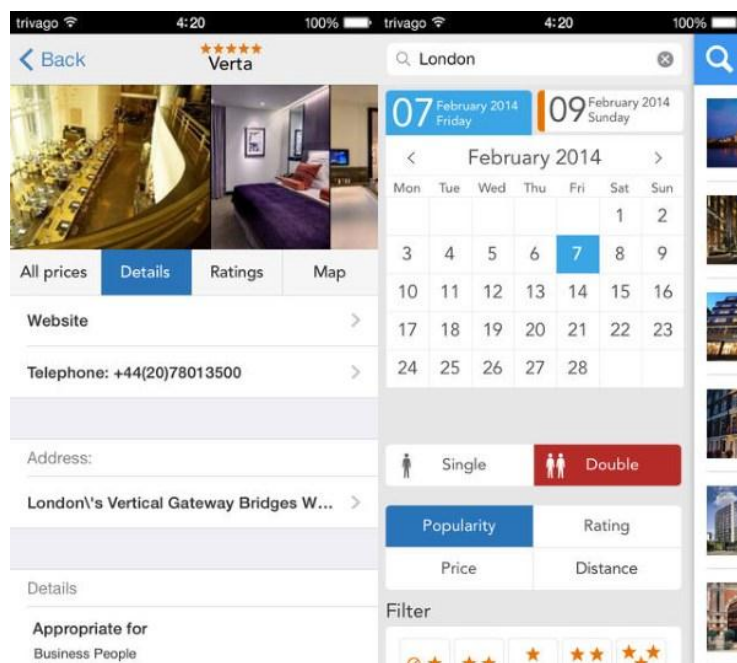 trivago 4:20 100%
Back
Verta
All prices Details Ratings Map
Website
Telephone: +44(20)78013500
Address:
London\'s Vertical Gateway Bridges W...
Details
Appropriate for
Business People
trivago 4:20 100%
London
07 February 2014 Friday
09 February 2014 Sunday
< February 2014 >
Mon Tue Wed Thu Fri Sat Sun
1 2
3 4 5 6 7 8 9
10 11 12 13 14 15 16
17 18 19 20 21 22 23
24 25 26 27 28
Single Double
Popularity Rating
Price Distance
Filter